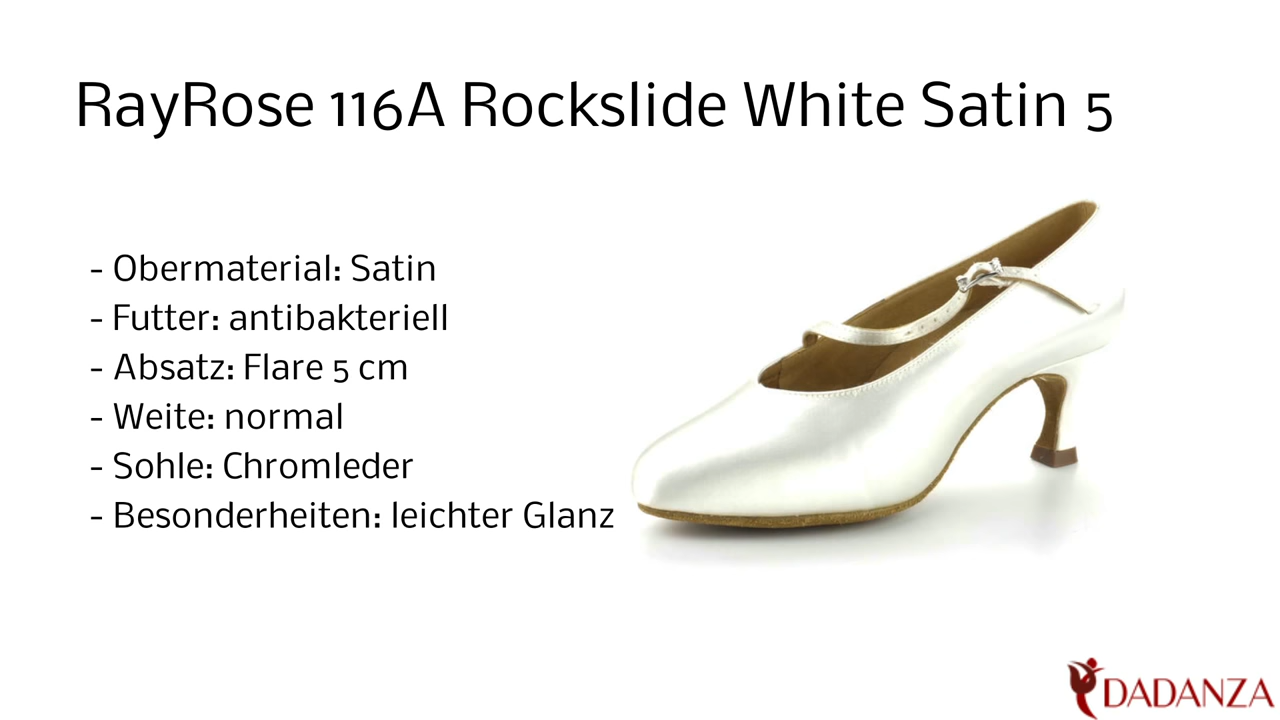 RayRose 116A Rockslide White Satin 5
- Obermaterial: Satin
- Futter: antibakteriell
- Absatz: Flare 5 cm
- Weite: normal
- Sohle: Chromleder
- Besonderheiten: leichter Glanz
DADANZA